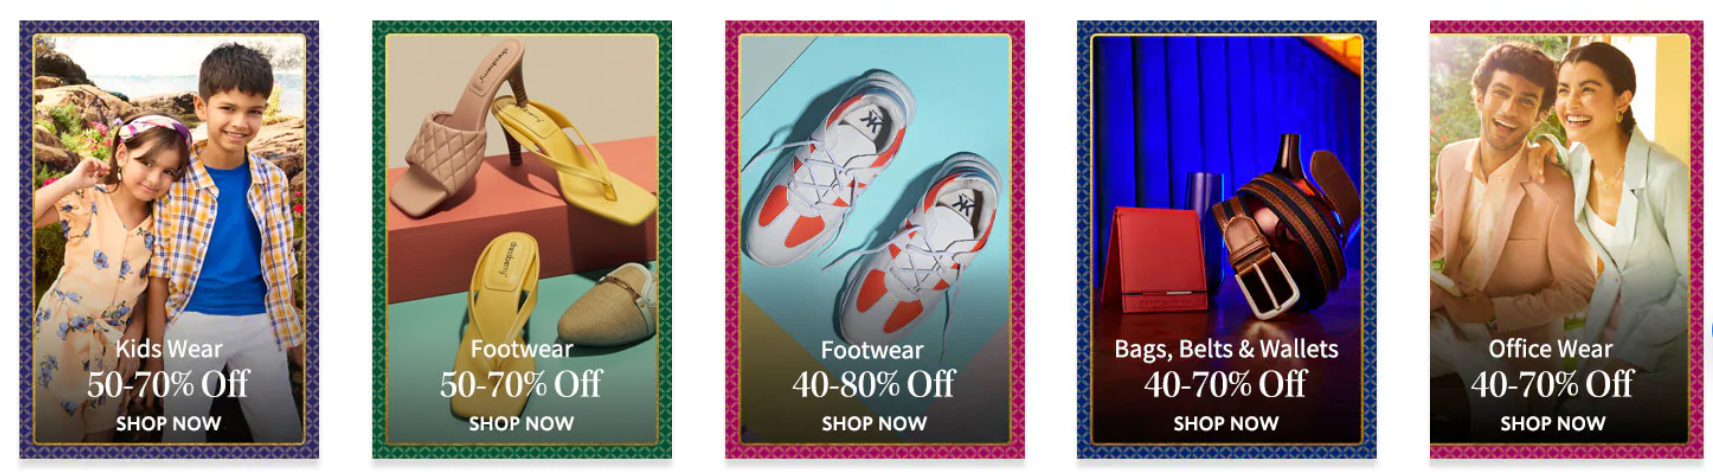 Kids Wear
50-70% Off
SHOP NOW
Footwear
50-70% Off
SHOP NOW
Footwear
40-80% Off
SHOP NOW
Bags, Belts & Wallets
40-70% Off
SHOP NOW
Office Wear
40-70% Off
SHOP NOW